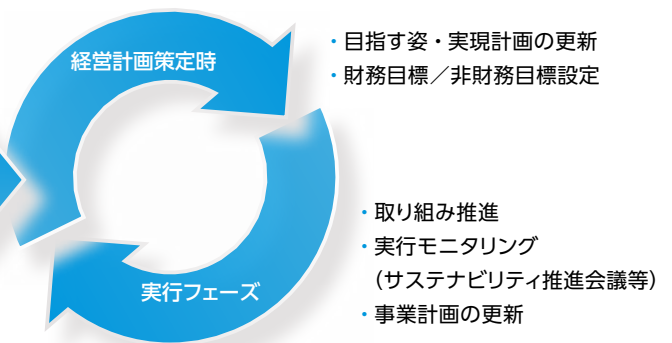 経営計画策定時
・目指す姿・実現計画の更新
・財務目標／非財務目標設定
・取り組み推進
・実行モニタリング
（サステナビリティ推進会議等）
・事業計画の更新
実行フェーズ